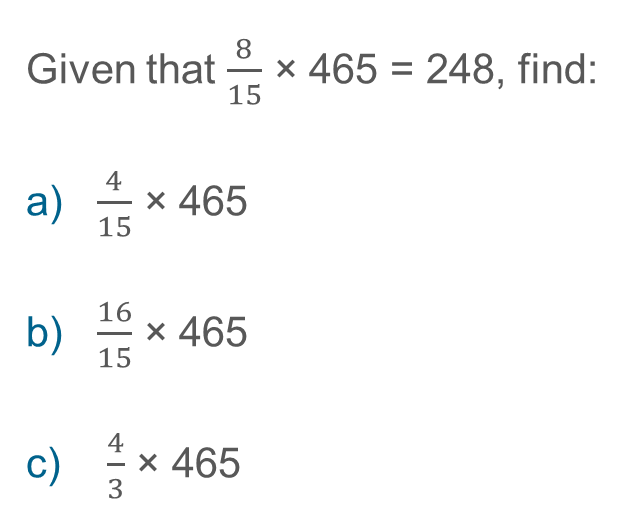 Given that 8/15 × 465 = 248, find:
a) 4/15 × 465
b) 16/15 × 465
c) 4/3 × 465